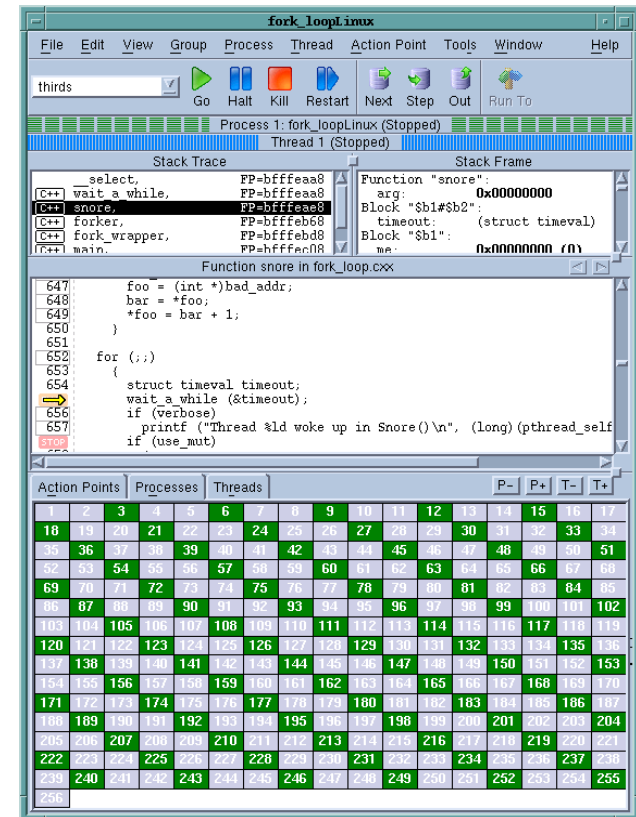 fork_loopLinux
File Edit View Group Process Thread Action Point Tools Window Help
thirds Go Halt Kill Restart Next Step Out Run To
Process 1: fork_loopLinux (Stopped)
Thread 1 (Stopped)
Stack Trace
__select, FP=bfffeaa8
C++ wait_a_while, FP=bfffeaa8
C++ snore, FP=bfffeae8
C++ forker, FP=bfffeb68
C++ fork_wrapper, FP=bfffebd8
C++ main, FP=bfffec08
Stack Frame
Function "snore":
arg: 0x00000000
Block "$b1#$b2":
timeout: (struct timeval)
Block "$b1":
me: 0x00000000 (0)
Function snore in fork_loop.cxx
647 foo = (int *)bad_addr;
648 bar = *foo;
649 *foo = bar + 1;
650 }
651
652 for (;;)
653 {
654 struct timeval timeout;
wait_a_while (&timeout);
656 if (verbose)
657 printf ("Thread %ld woke up in Snore()\n", (long)(pthread_self
STOP if (use_mut)
Action Points Processes Threads P- P+ T- T+
1 2 3 4 5 6 7 8 9 10 11 12 13 14 15 16 17
18 19 20 21 22 23 24 25 26 27 28 29 30 31 32 33 34
35 36 37 38 39 40 41 42 43 44 45 46 47 48 49 50 51
52 53 54 55 56 57 58 59 60 61 62 63 64 65 66 67 68
69 70 71 72 73 74 75 76 77 78 79 80 81 82 83 84 85
86 87 88 89 90 91 92 93 94 95 96 97 98 99 100 101 102
103 104 105 106 107 108 109 110 111 112 113 114 115 116 117 118 119
120 121 122 123 124 125 126 127 128 129 130 131 132 133 134 135 136
137 138 139 140 141 142 143 144 145 146 147 148 149 150 151 152 153
154 155 156 157 158 159 160 161 162 163 164 165 166 167 168 169 170
171 172 173 174 175 176 177 178 179 180 181 182 183 184 185 186 187
188 189 190 191 192 193 194 195 196 197 198 199 200 201 202 203 204
205 206 207 208 209 210 211 212 213 214 215 216 217 218 219 220 221
222 223 224 225 226 227 228 229 230 231 232 233 234 235 236 237 238
239 240 241 242 243 244 245 246 247 248 249 250 251 252 253 254 255
256